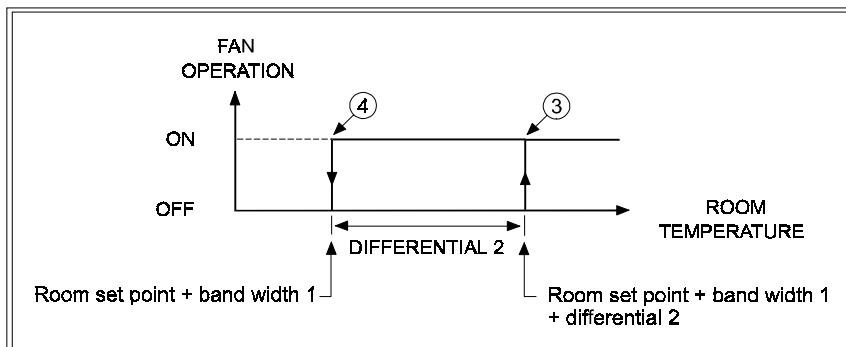 FAN
OPERATION
4
3
ON
OFF
ROOM
TEMPERATURE
DIFFERENTIAL 2
Room set point + band width 1
Room set point + band width 1
+ differential 2